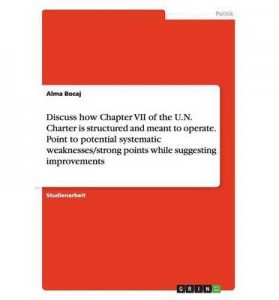 Politik
Alma Bocaj
Discuss how Chapter VII of the U.N.
Charter is structured and meant to operate.
Point to potential systematic
weaknesses/strong points while suggesting
improvements
Studienarbeit
GRIN